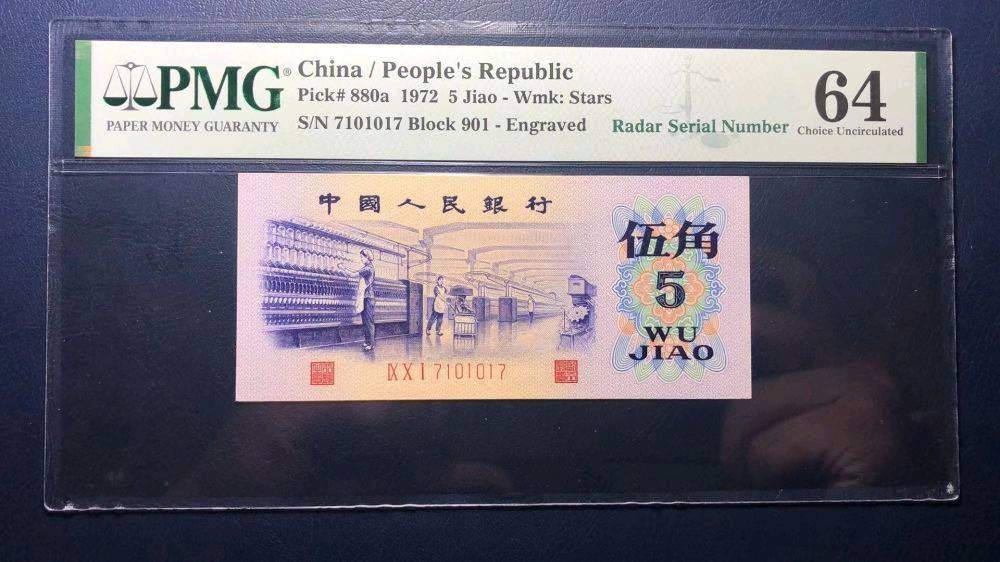 PMG®
PAPER MONEY GUARANTY
China / People's Republic
Pick# 880a 1972 5 Jiao - Wmk: Stars
S/N 7101017 Block 901 - Engraved
Radar Serial Number
64
Choice Uncirculated
中國人民銀行
伍角
5
WU
JIAO
IX X I 7101017